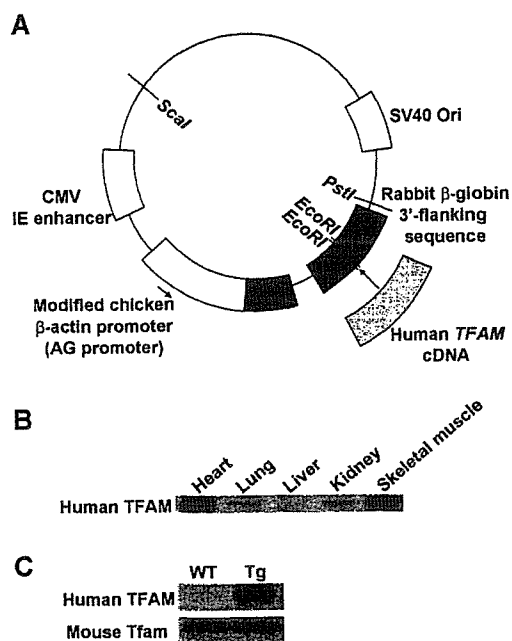 A
ScaI
SV40 Ori
CMV
IE enhancer
PstI
EcoRI
EcoRI
Rabbit β-globin
3'-flanking
sequence
Modified chicken
β-actin promoter
(AG promoter)
Human TFAM
cDNA
B
Heart
Lung
Liver
Kidney
Skeletal muscle
Human TFAM
C
WT Tg
Human TFAM
Mouse Tfam